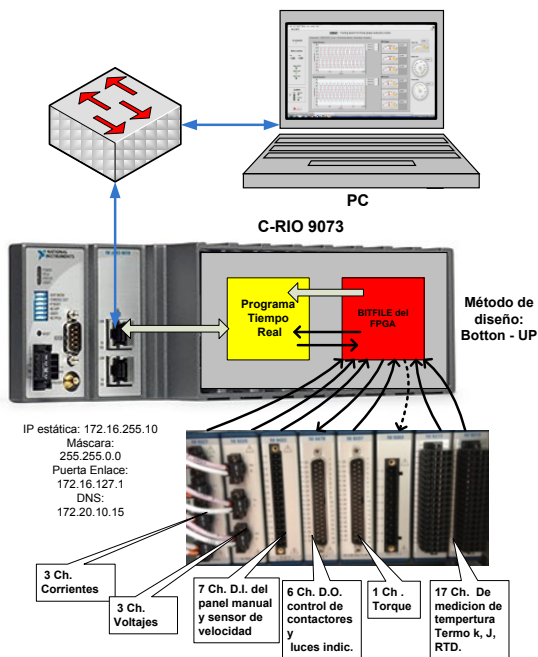 PC
C-RIO 9073
NATIONAL
INSTRUMENTS
Programa
Tiempo
Real
BITFILE del
FPGA
Método de
diseño:
Botton - UP
IP estática: 172.16.255.10
Máscara:
255.255.0.0
Puerta Enlace:
172.16.127.1
DNS:
172.20.10.15
3 Ch.
Corrientes
3 Ch.
Voltajes
7 Ch. D.I. del
panel manual
y sensor de
velocidad
6 Ch. D.O.
control de
contactores
y
luces indic.
1 Ch .
Torque
17 Ch. De
medicion de
tempertura
Termo k, J,
RTD.